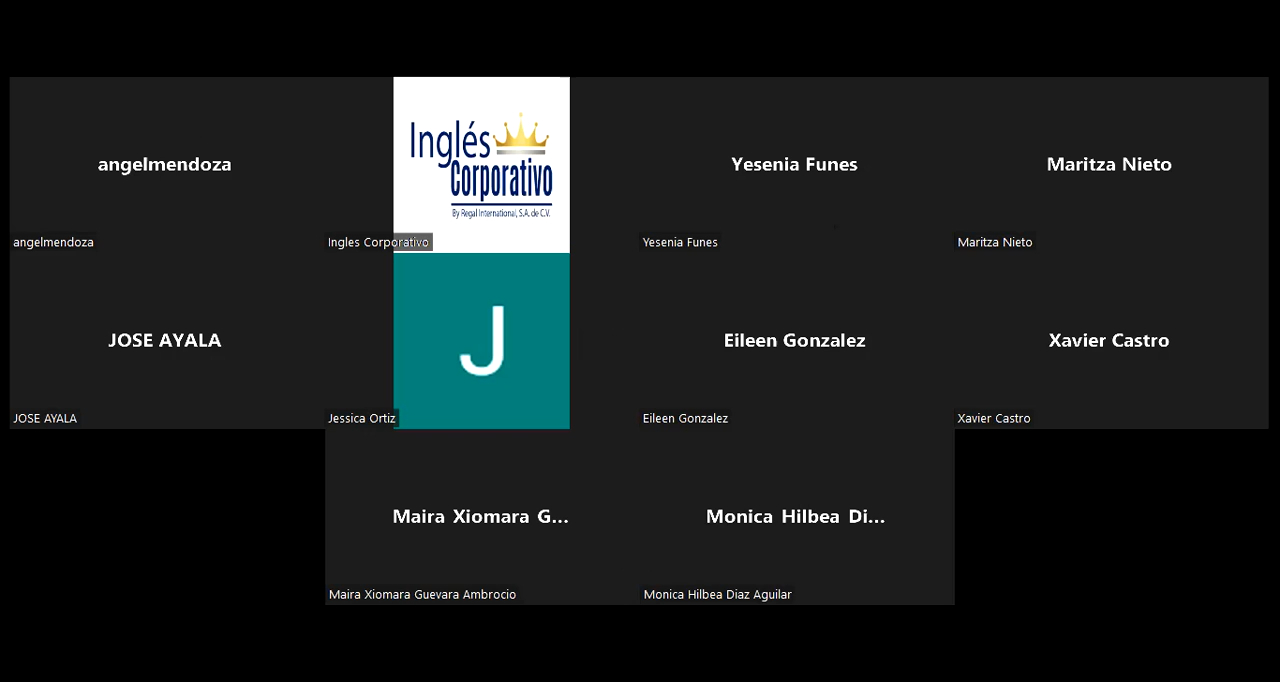 angelmendoza
angelmendoza
Inglés
Corporativo
By Regal International, S.A. de C.V.
Ingles Corporativo
Yesenia Funes
Yesenia Funes
Maritza Nieto
Maritza Nieto
JOSE AYALA
JOSE AYALA
J
Jessica Ortiz
Eileen Gonzalez
Eileen Gonzalez
Xavier Castro
Xavier Castro
Maira Xiomara G...
Maira Xiomara Guevara Ambrocio
Monica Hilbea Di...
Monica Hilbea Diaz Aguilar